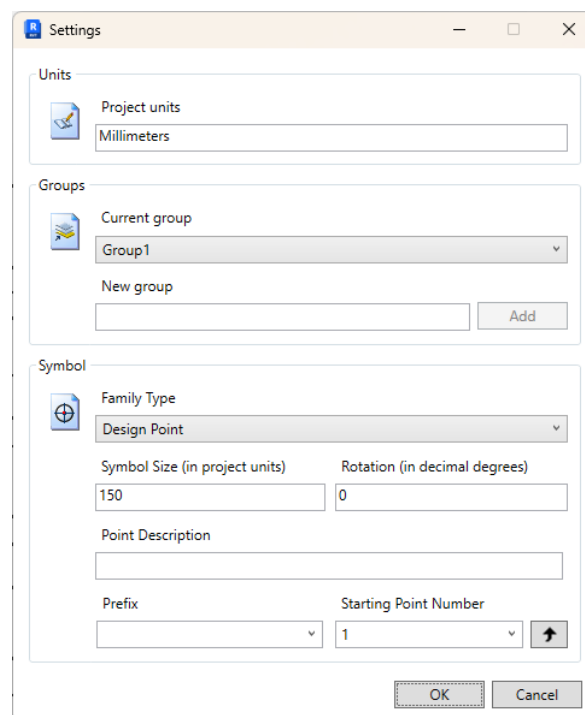 Settings
Units
Project units
Millimeters
Groups
Current group
Group1
New group
Add
Symbol
Family Type
Design Point
Symbol Size (in project units) Rotation (in decimal degrees)
150 0
Point Description
Prefix Starting Point Number
1
OK Cancel